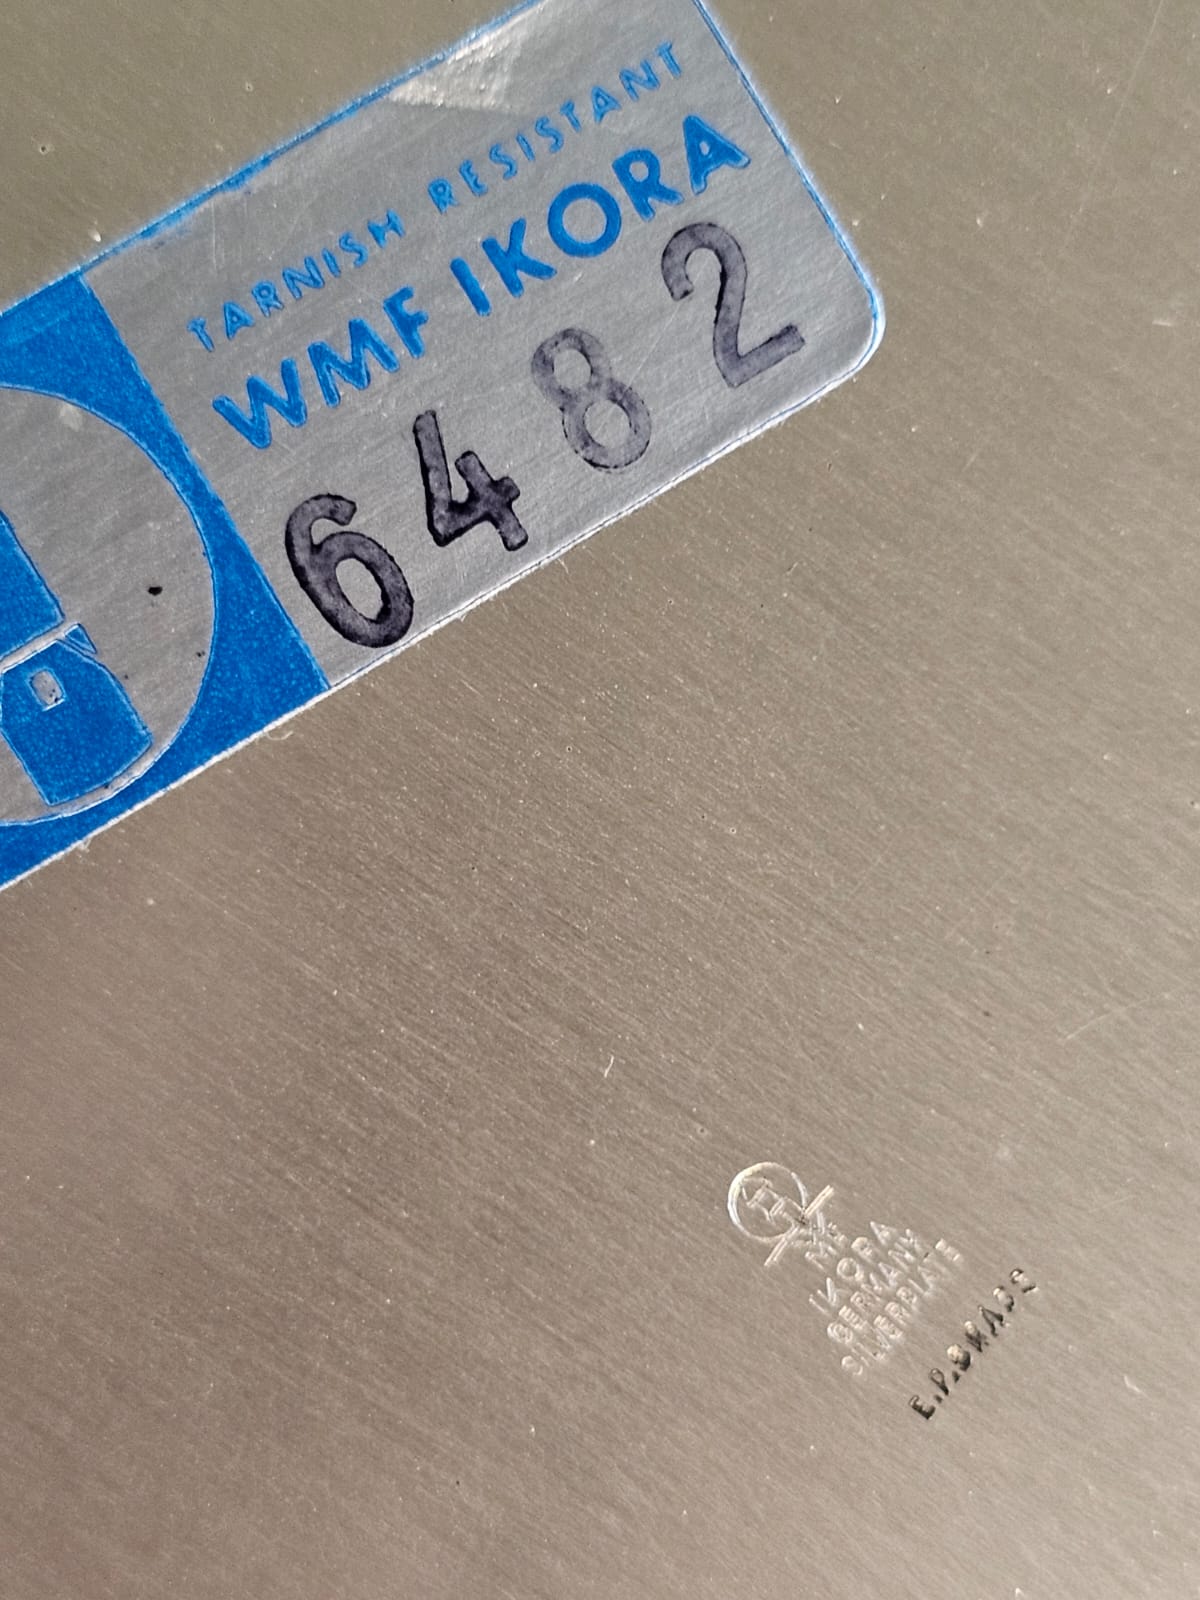 TARNISH RESISTANT
WMF IKORA
6482
WMF
IKORA
GERMANY
SILVERPLATE
E.P.BRASS